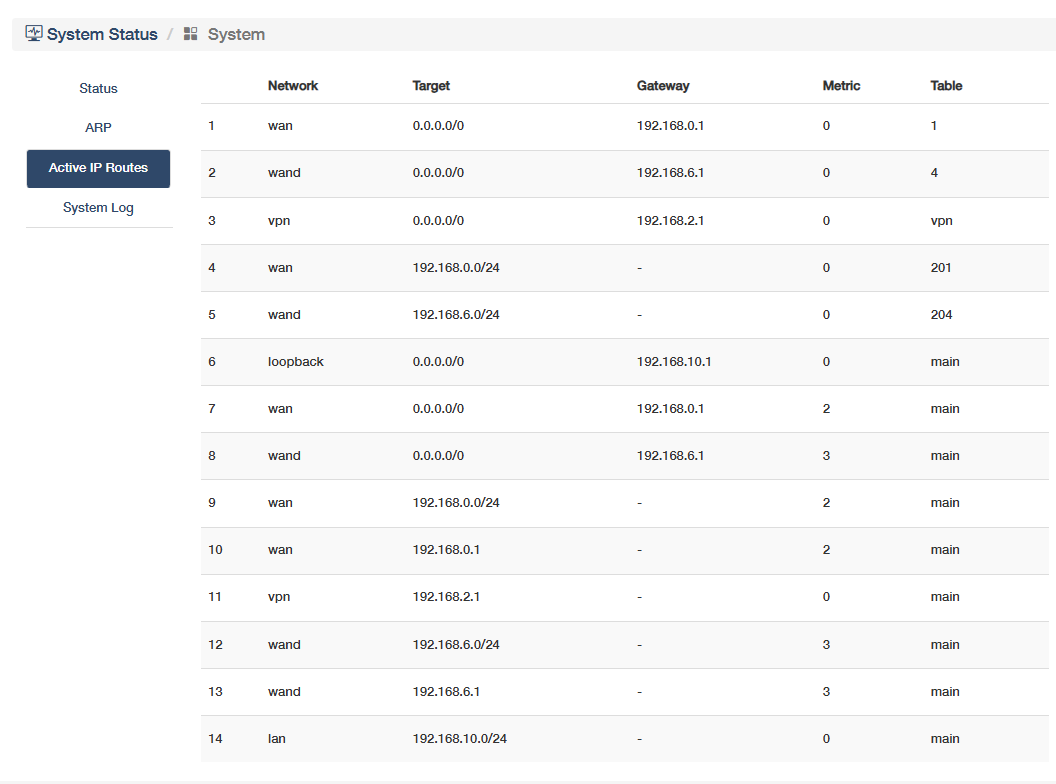 System Status / System
Status
ARP
Active IP Routes
System Log
Network Target Gateway Metric Table
1 wan 0.0.0.0/0 192.168.0.1 0 1
2 wand 0.0.0.0/0 192.168.6.1 0 4
3 vpn 0.0.0.0/0 192.168.2.1 0 vpn
4 wan 192.168.0.0/24 - 0 201
5 wand 192.168.6.0/24 - 0 204
6 loopback 0.0.0.0/0 192.168.10.1 0 main
7 wan 0.0.0.0/0 192.168.0.1 2 main
8 wand 0.0.0.0/0 192.168.6.1 3 main
9 wan 192.168.0.0/24 - 2 main
10 wan 192.168.0.1 - 2 main
11 vpn 192.168.2.1 - 0 main
12 wand 192.168.6.0/24 - 3 main
13 wand 192.168.6.1 - 3 main
14 lan 192.168.10.0/24 - 0 main